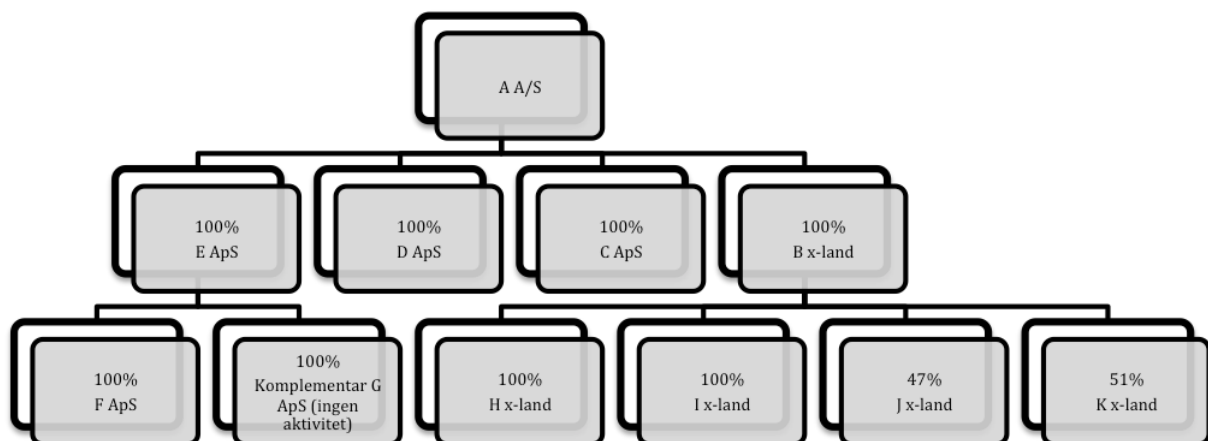 A A/S
100%
E ApS
100%
D ApS
100%
C ApS
100%
B x-land
100%
F ApS
100%
Komplementar G
ApS (ingen
aktivitet)
100%
H x-land
100%
I x-land
47%
J x-land
51%
K x-land